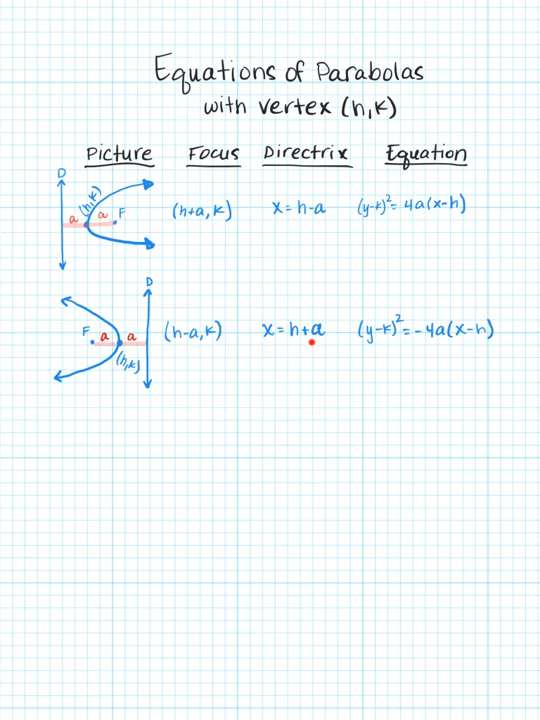 Equations of Parabolas
with vertex (h,k)
Picture Focus Directrix Equation
D
(h,k)
a a F
(h+a, k) x = h-a (y-k)²= 4a(x-h)
D
F a a
(h,k)
(h-a, k) x = h+a (y-k)²= -4a(x-h)